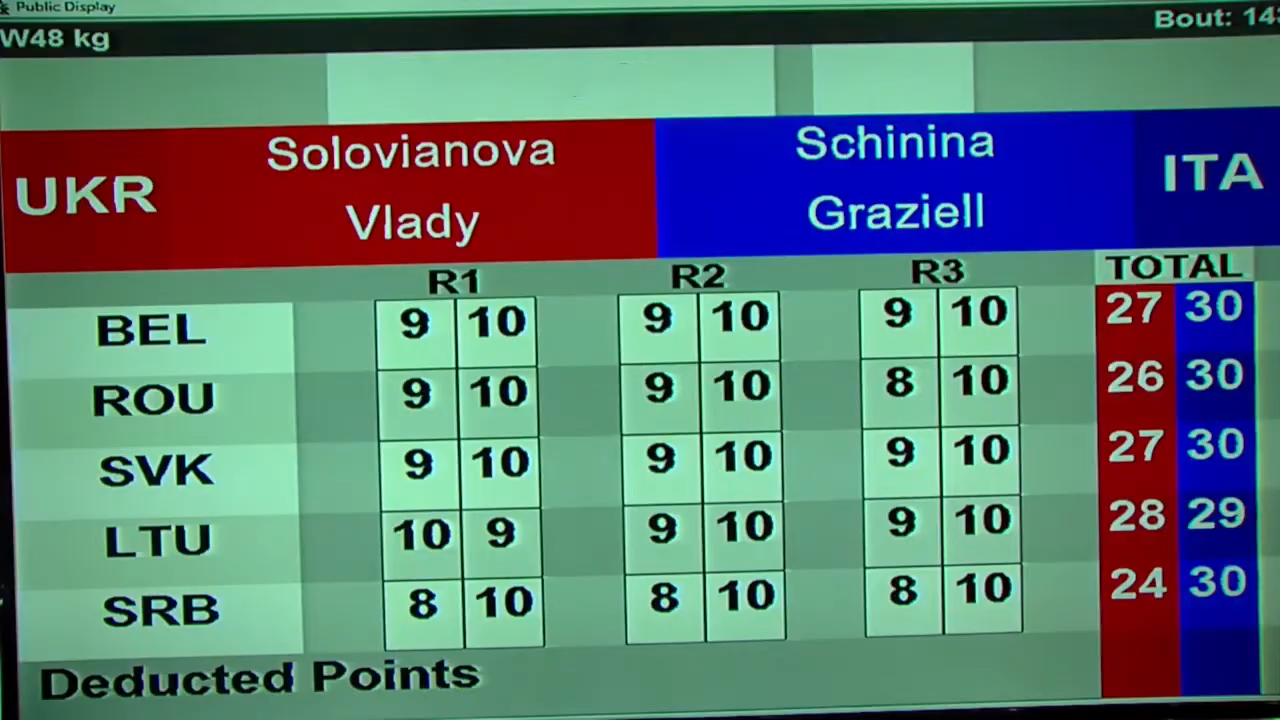 Public Display
W48 kg
Bout: 14
UKR Solovianova Vlady Schinina Graziell ITA
R1 R2 R3 TOTAL
BEL 9 10 9 10 9 10 27 30
ROU 9 10 9 10 8 10 26 30
SVK 9 10 9 10 9 10 27 30
LTU 10 9 9 10 9 10 28 29
SRB 8 10 8 10 8 10 24 30
Deducted Points